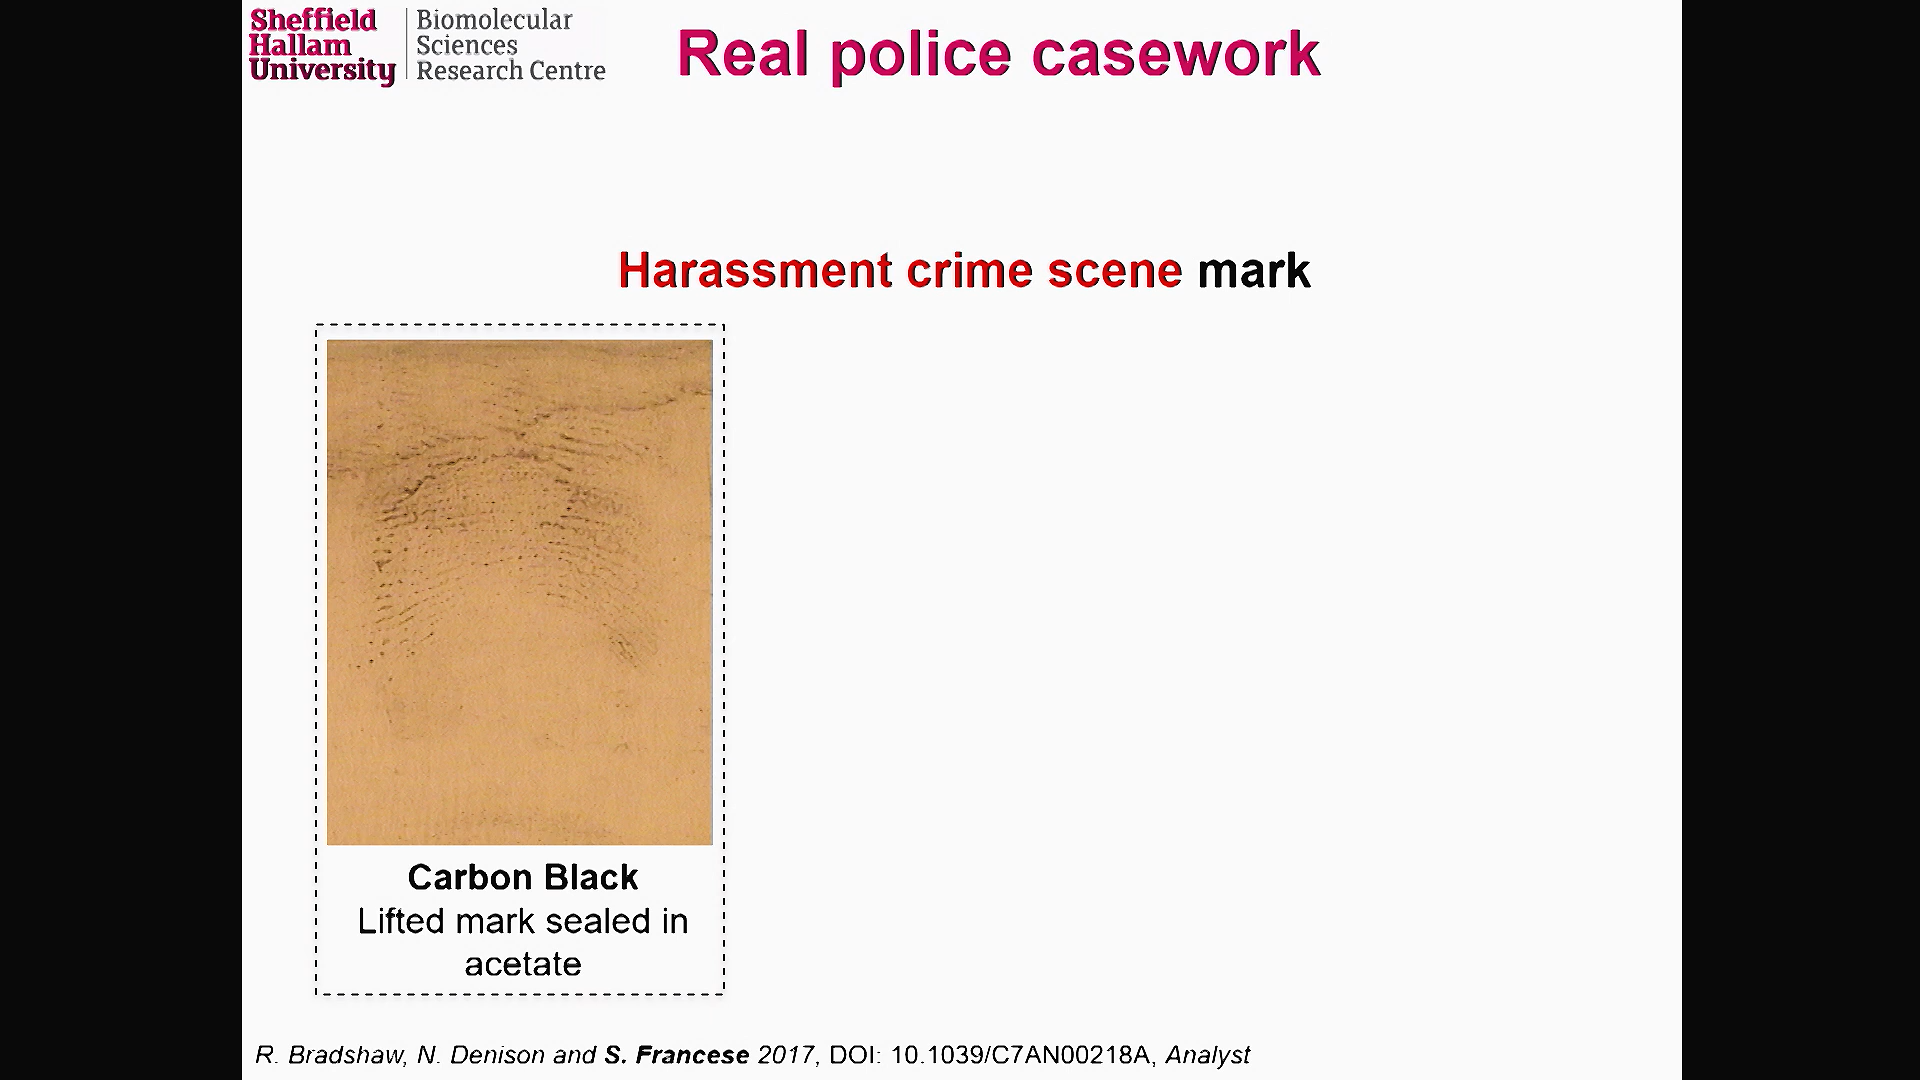 Sheffield
Hallam
University
Biomolecular
Sciences
Research Centre
Real police casework
Harassment crime scene mark
Carbon Black
Lifted mark sealed in
acetate
R. Bradshaw, N. Denison and S. Francese 2017, DOI: 10.1039/C7AN00218A, Analyst